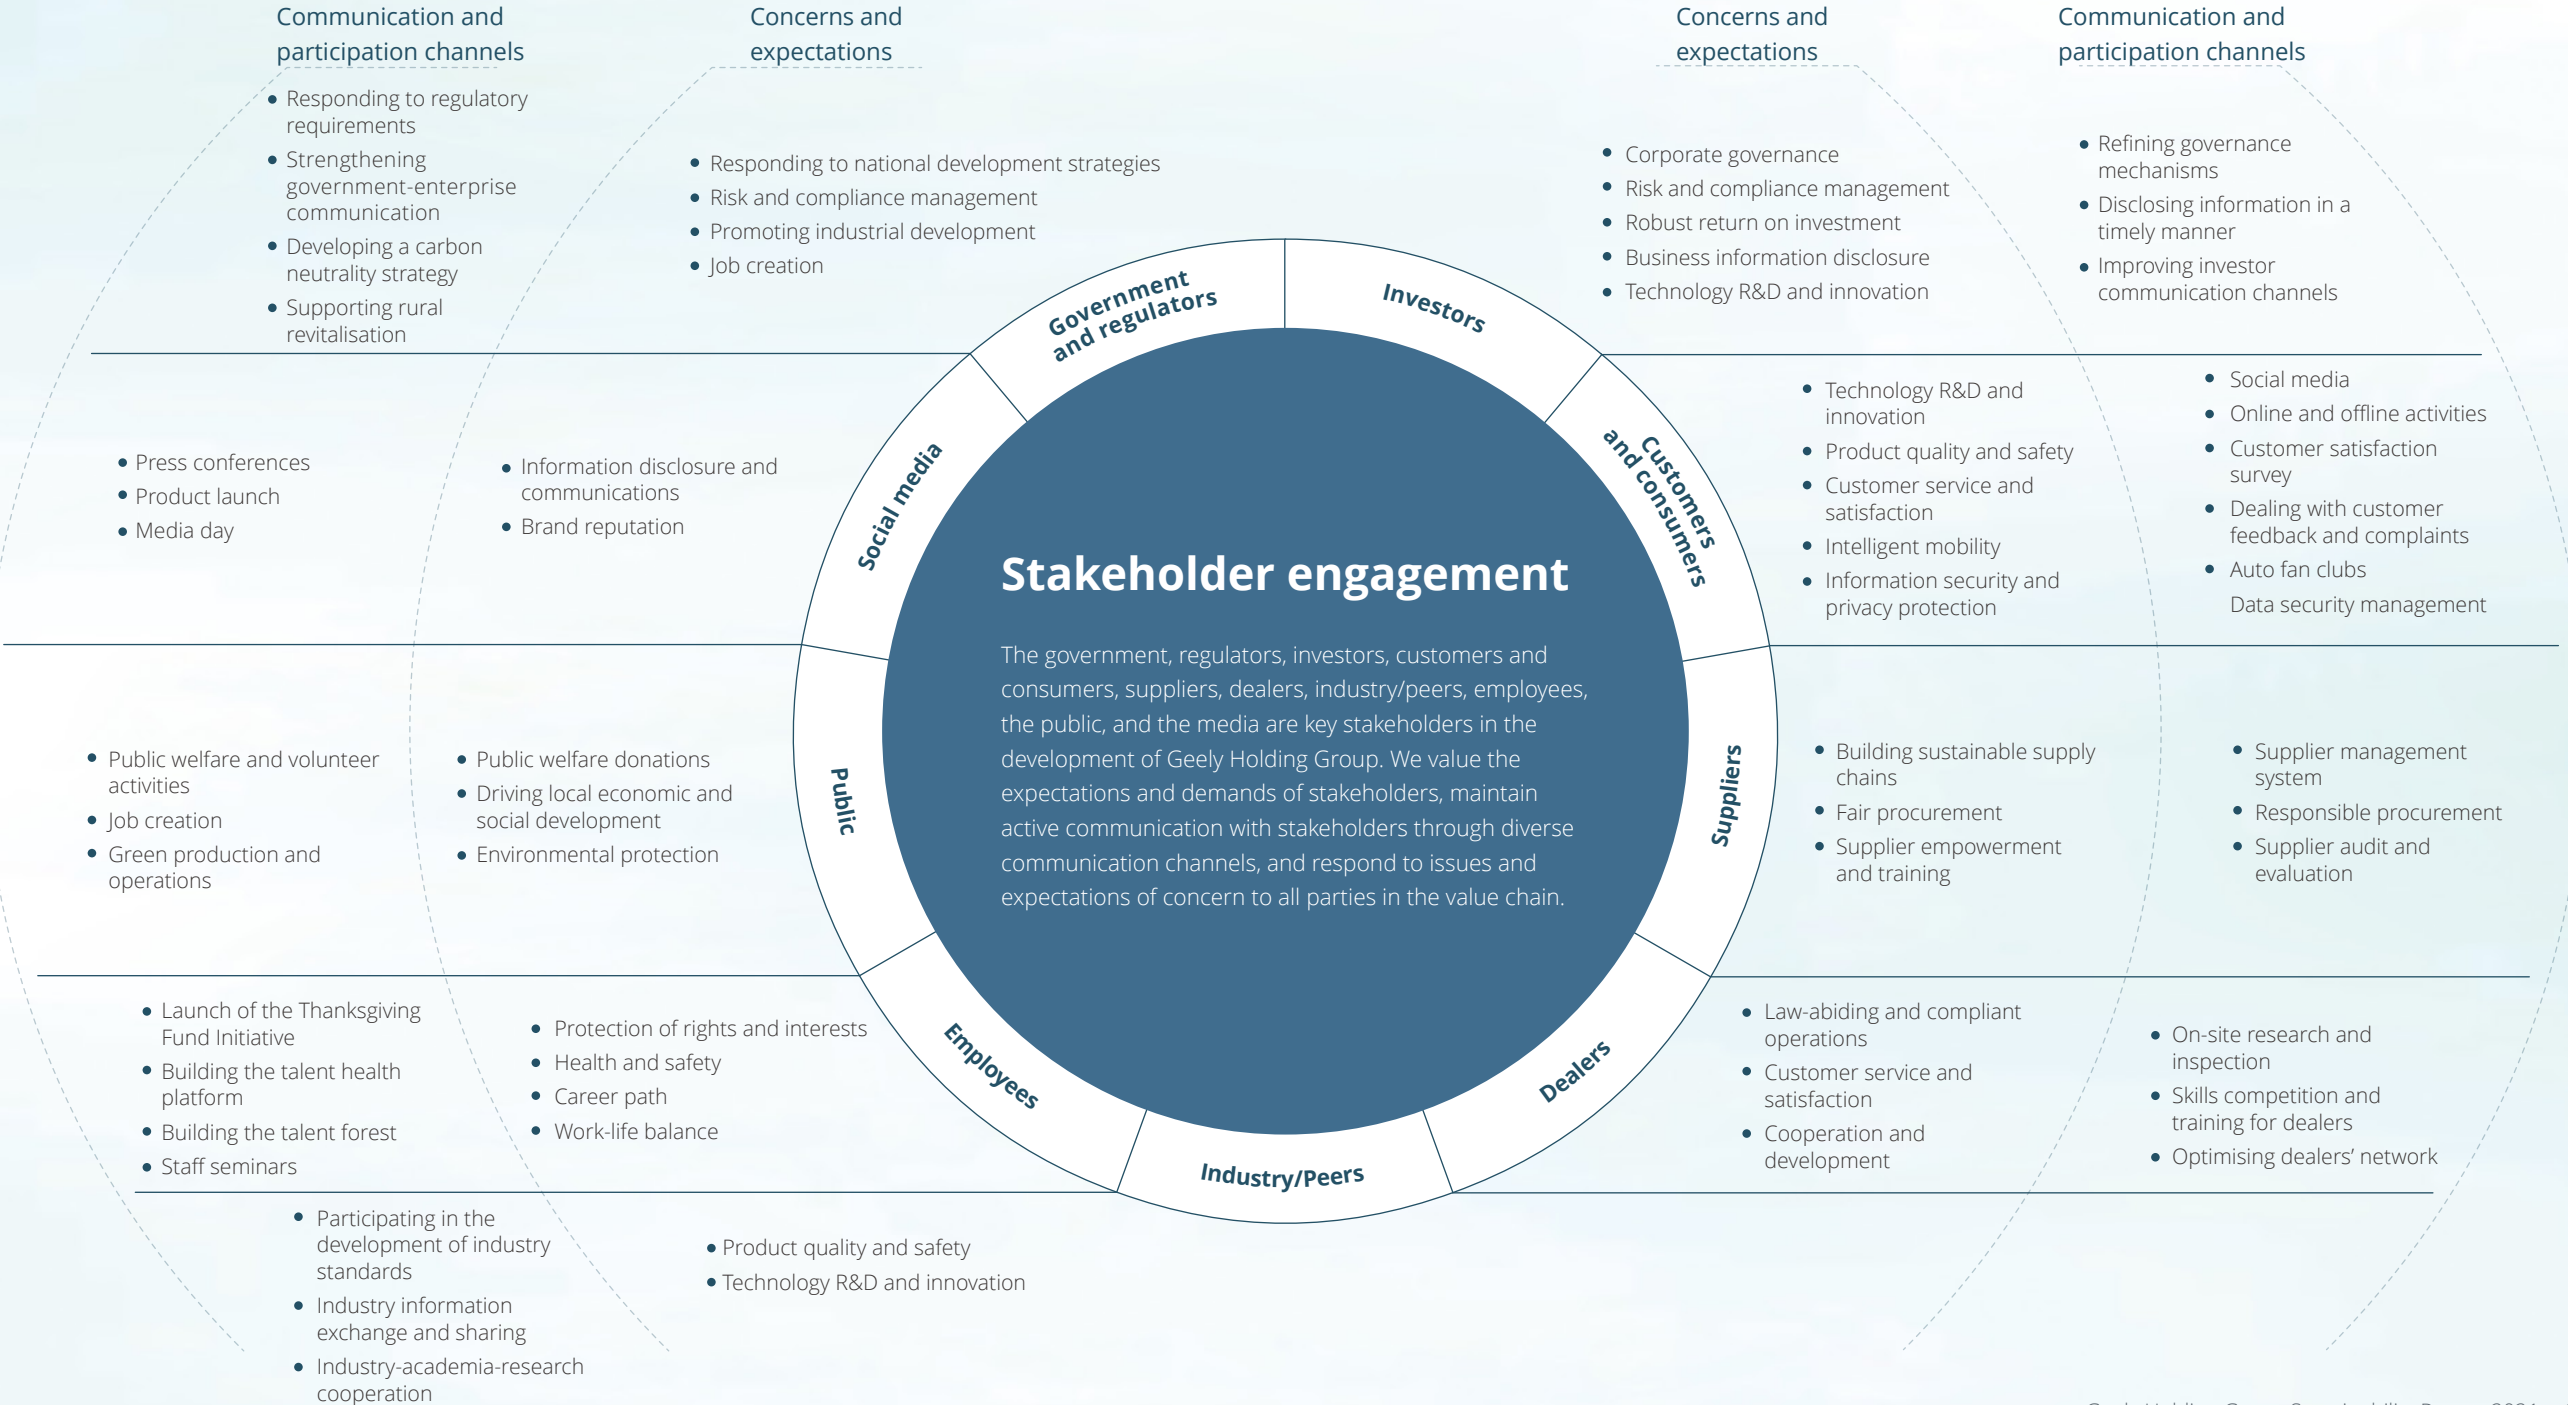 Communication and
participation channels
Concerns and
expectations
Concerns and
expectations
Communication and
participation channels
Responding to regulatory
requirements
Strengthening
government-enterprise
communication
Developing a carbon
neutrality strategy
Supporting rural
revitalisation
Responding to national development strategies
Risk and compliance management
Promoting industrial development
Job creation
Government
and regulators
Investors
Corporate governance
Risk and compliance management
Robust return on investment
Business information disclosure
Technology R&D and innovation
Refining governance
mechanisms
Disclosing information in a
timely manner
Improving investor
communication channels
Press conferences
Product launch
Media day
Information disclosure and
communications
Brand reputation
Social media
Customers
and consumers
Technology R&D and
innovation
Product quality and safety
Customer service and
satisfaction
Intelligent mobility
Information security and
privacy protection
Social media
Online and offline activities
Customer satisfaction
survey
Dealing with customer
feedback and complaints
Auto fan clubs
Data security management
Stakeholder engagement
The government, regulators, investors, customers and
consumers, suppliers, dealers, industry/peers, employees,
the public, and the media are key stakeholders in the
development of Geely Holding Group. We value the
expectations and demands of stakeholders, maintain
active communication with stakeholders through diverse
communication channels, and respond to issues and
expectations of concern to all parties in the value chain.
Public welfare and volunteer
activities
Job creation
Green production and
operations
Public welfare donations
Driving local economic and
social development
Environmental protection
Public
Suppliers
Building sustainable supply
chains
Fair procurement
Supplier empowerment
and training
Supplier management
system
Responsible procurement
Supplier audit and
evaluation
Launch of the Thanksgiving
Fund Initiative
Building the talent health
platform
Building the talent forest
Staff seminars
Protection of rights and interests
Health and safety
Career path
Work-life balance
Employees
Dealers
Law-abiding and compliant
operations
Customer service and
satisfaction
Cooperation and
development
On-site research and
inspection
Skills competition and
training for dealers
Optimising dealers’ network
Industry/Peers
Participating in the
development of industry
standards
Industry information
exchange and sharing
Industry-academia-research
cooperation
Product quality and safety
Technology R&D and innovation